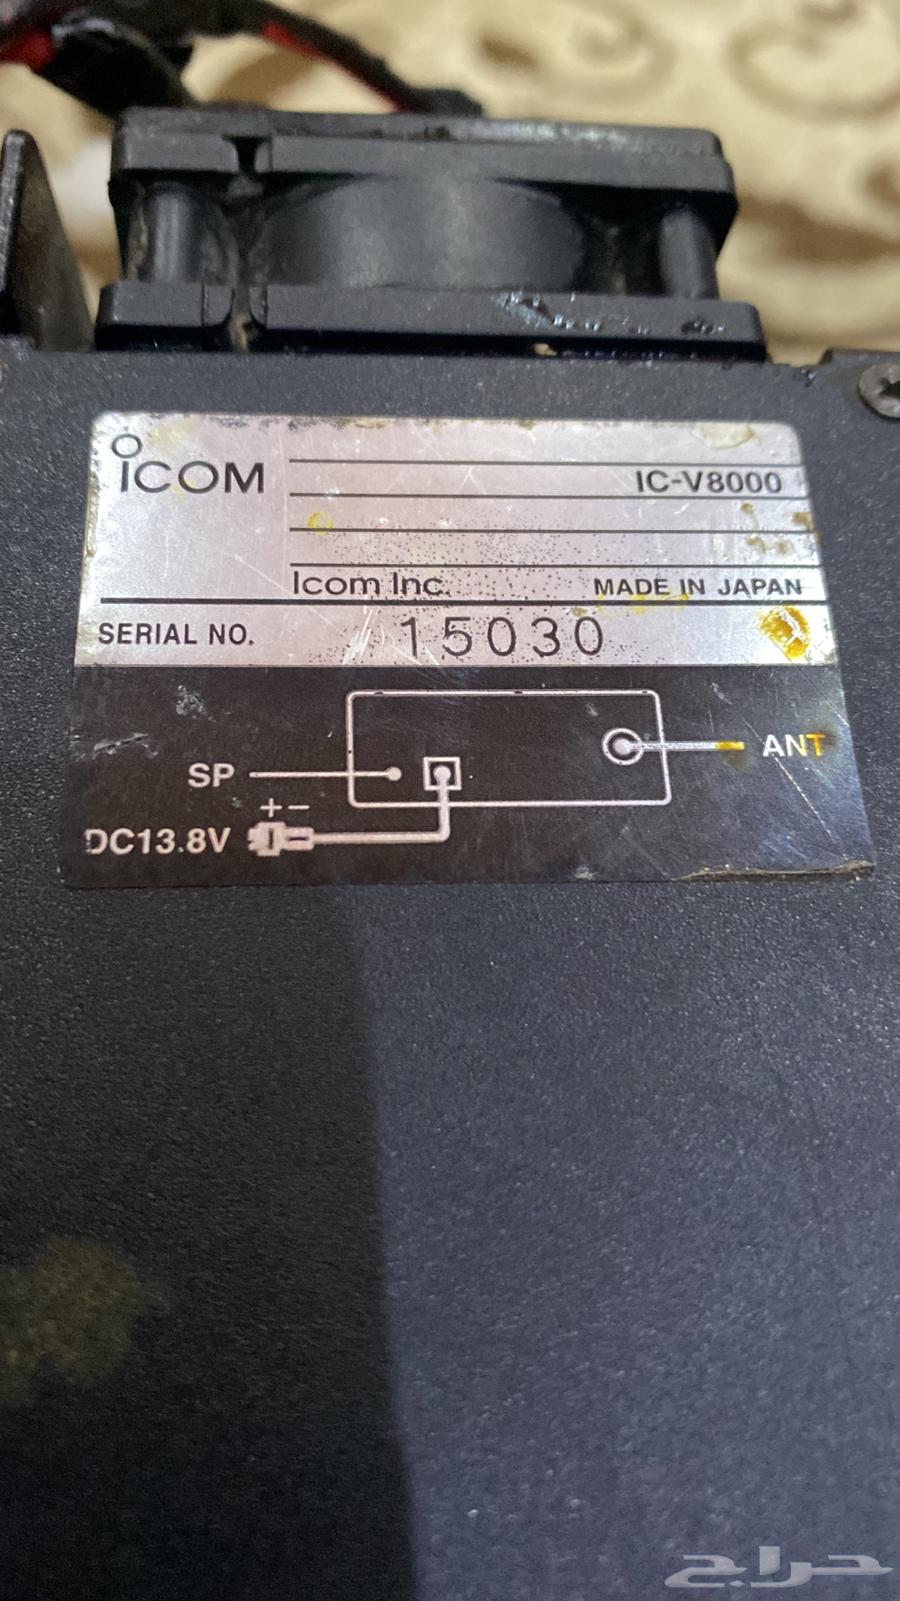 ICOM
IC-V8000
Icom Inc.
MADE IN JAPAN
SERIAL NO. 15030
SP
ANT
+ -
DC13.8V
حراج